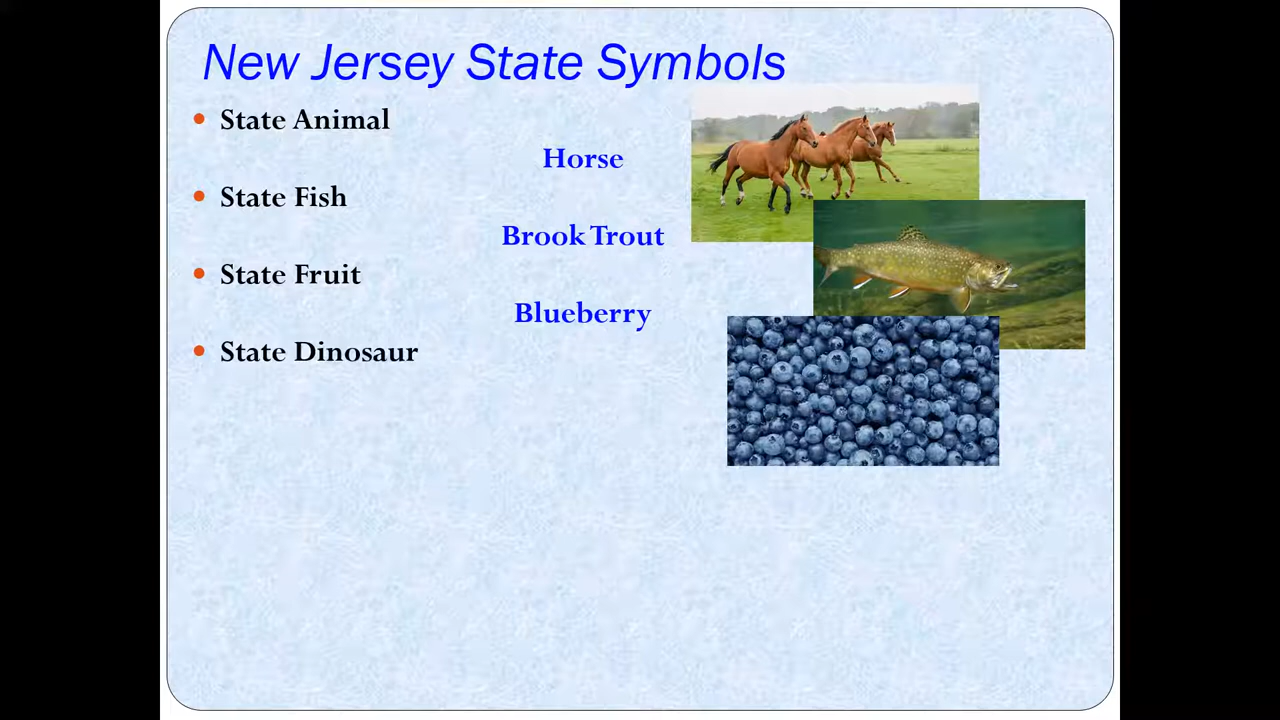 New Jersey State Symbols
State Animal
Horse
State Fish
Brook Trout
State Fruit
Blueberry
State Dinosaur